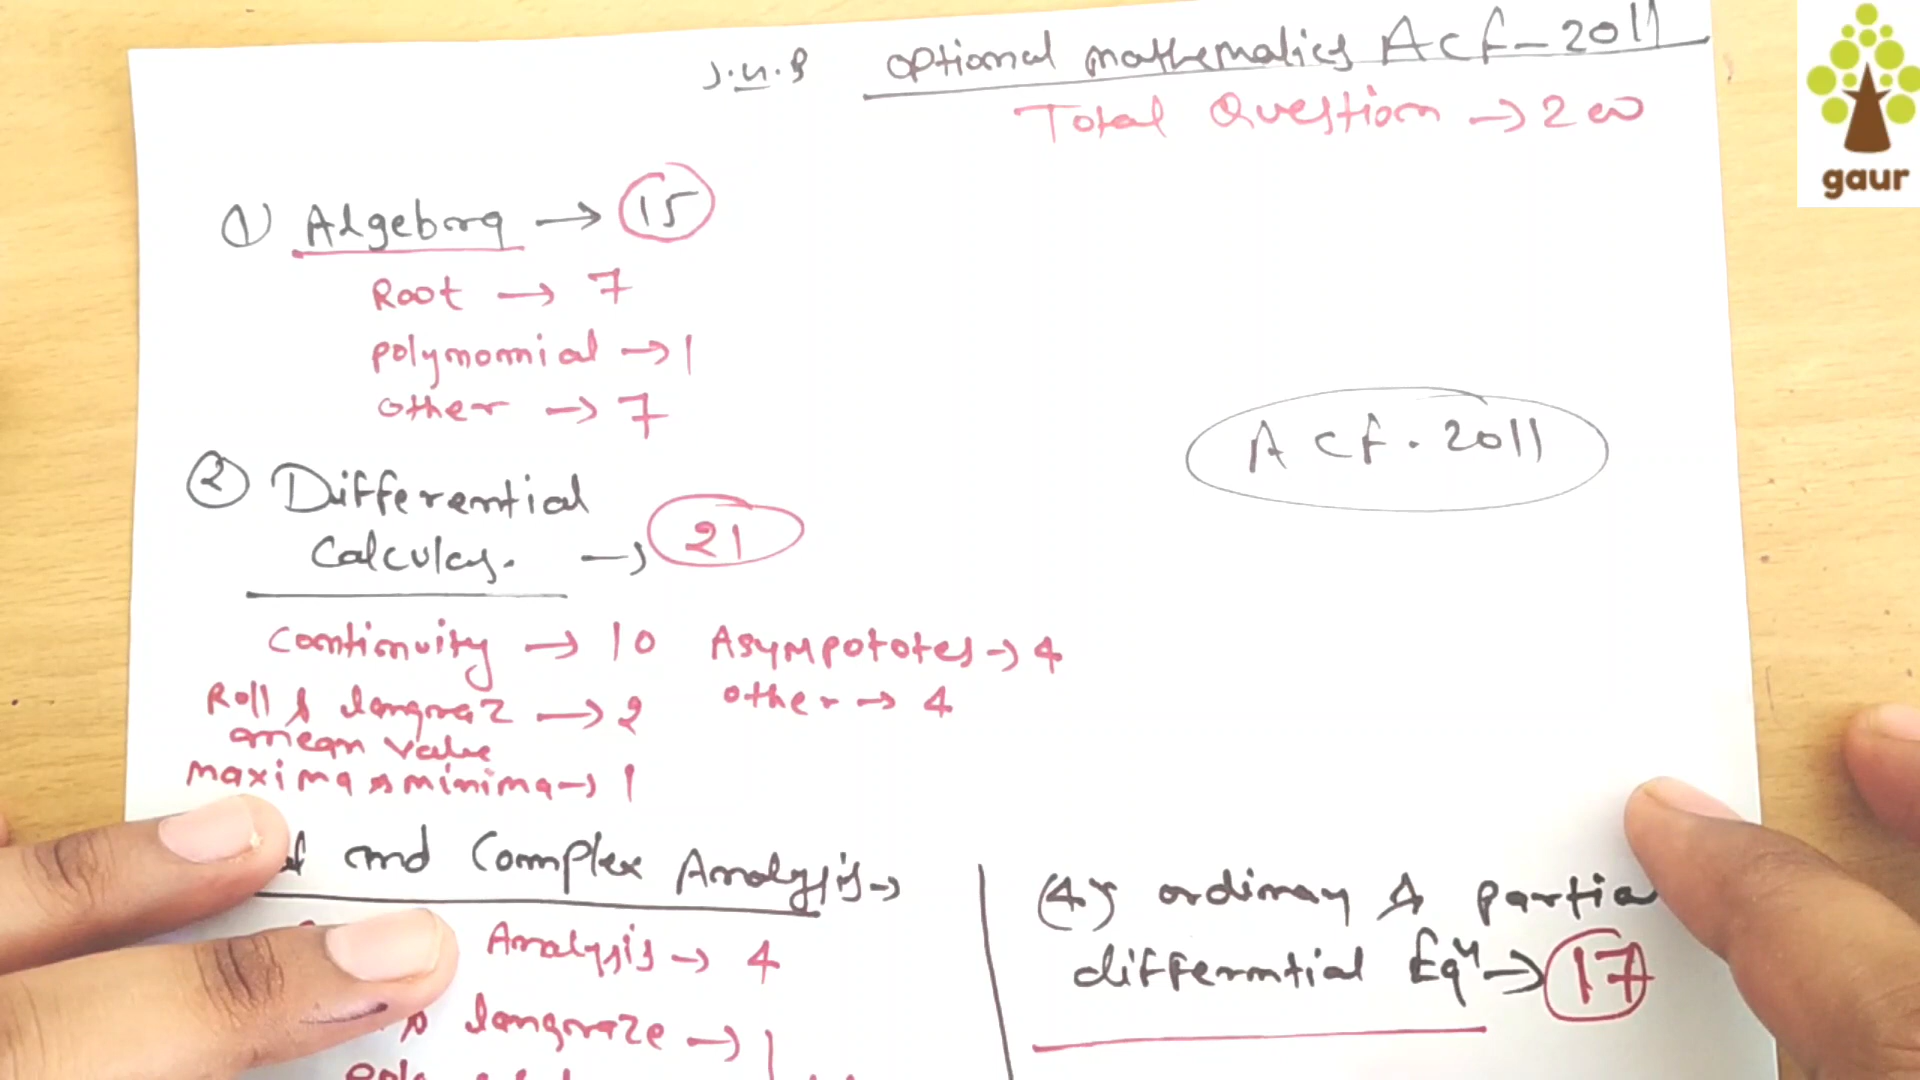 optional mathematics ACF-2011
Total Question → 200
① Algebra → 15
Root → 7
polynomial → 1
other → 7
② Differential
Calculus. → 21
Continuity → 10 Asympototes → 4
Roll & langraz → 2 other → 4
mean value
maxima & minima → 1
and Complex Analysis →
Analysis → 4
& langraze → 1
(4) ordinary & partia
differential Eqn → 17
ACF. 2011
gaur